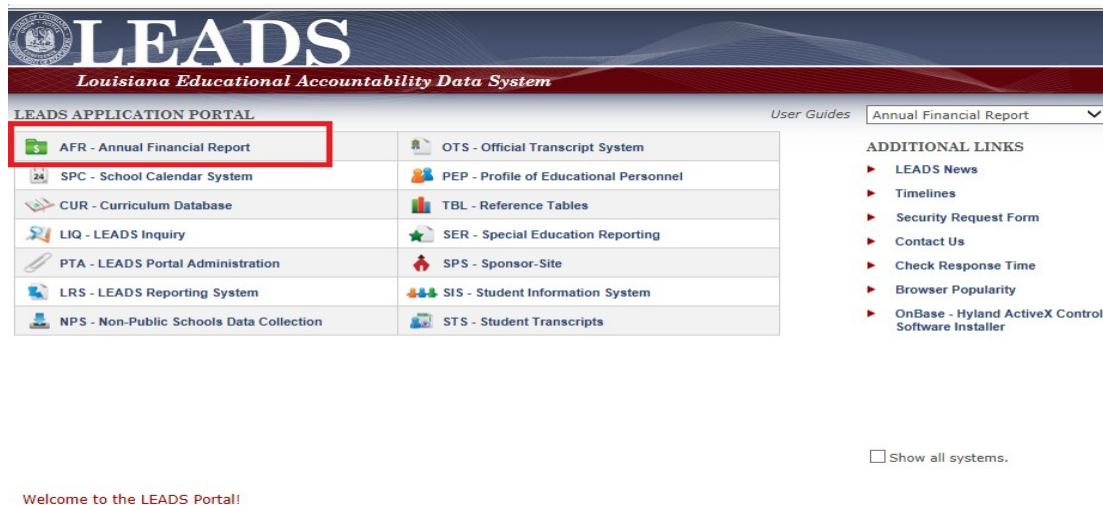 LEADS
Louisiana Educational Accountability Data System
LEADS APPLICATION PORTAL
User Guides
Annual Financial Report
AFR - Annual Financial Report
OTS - Official Transcript System
SPC - School Calendar System
PEP - Profile of Educational Personnel
CUR - Curriculum Database
TBL - Reference Tables
LIQ - LEADS Inquiry
SER - Special Education Reporting
PTA - LEADS Portal Administration
SPS - Sponsor-Site
LRS - LEADS Reporting System
SIS - Student Information System
NPS - Non-Public Schools Data Collection
STS - Student Transcripts
ADDITIONAL LINKS
LEADS News
Timelines
Security Request Form
Contact Us
Check Response Time
Browser Popularity
OnBase - Hyland ActiveX Control
Software Installer
Show all systems.
Welcome to the LEADS Portal!